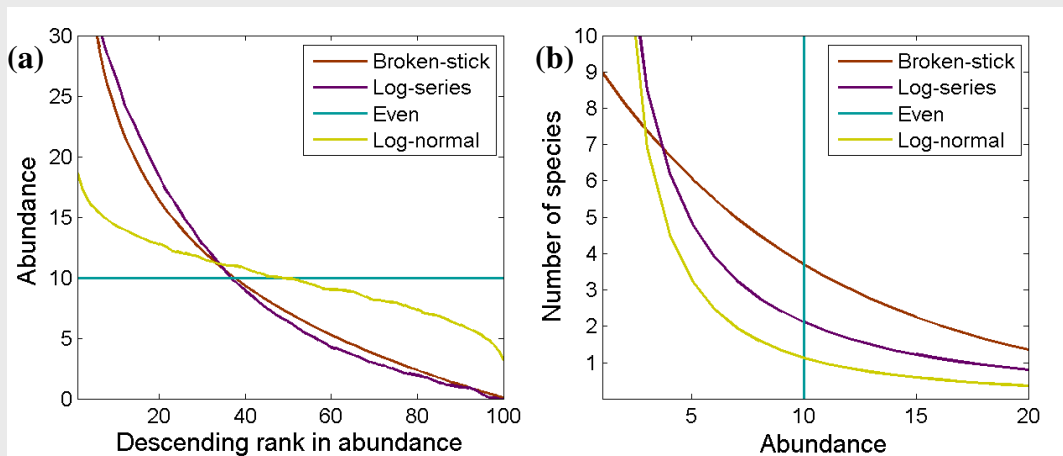 (a)
Abundance
30
25
20
15
10
5
0
Broken-stick
Log-series
Even
Log-normal
20
40
60
80
100
Descending rank in abundance
(b)
Number of species
10
9
8
7
6
5
4
3
2
1
Broken-stick
Log-series
Even
Log-normal
5
10
15
20
Abundance